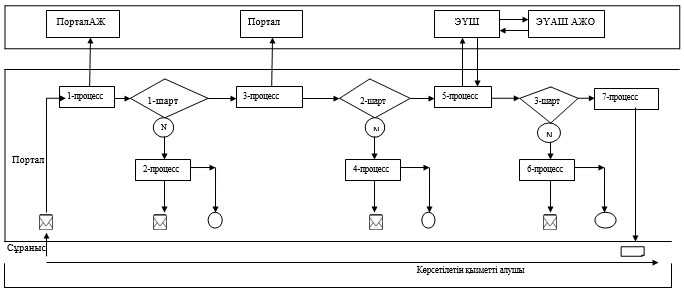 ПорталАЖ
Портал
ЭҮШ
ЭҮАШ АЖО
1-процесс
1-шарт
3-процесс
2-шарт
5-процесс
3-шарт
7-процесс
N
N
N
Портал
2-процесс
4-процесс
6-процесс
Сұраныс
Көрсетілетін қызметті алушы